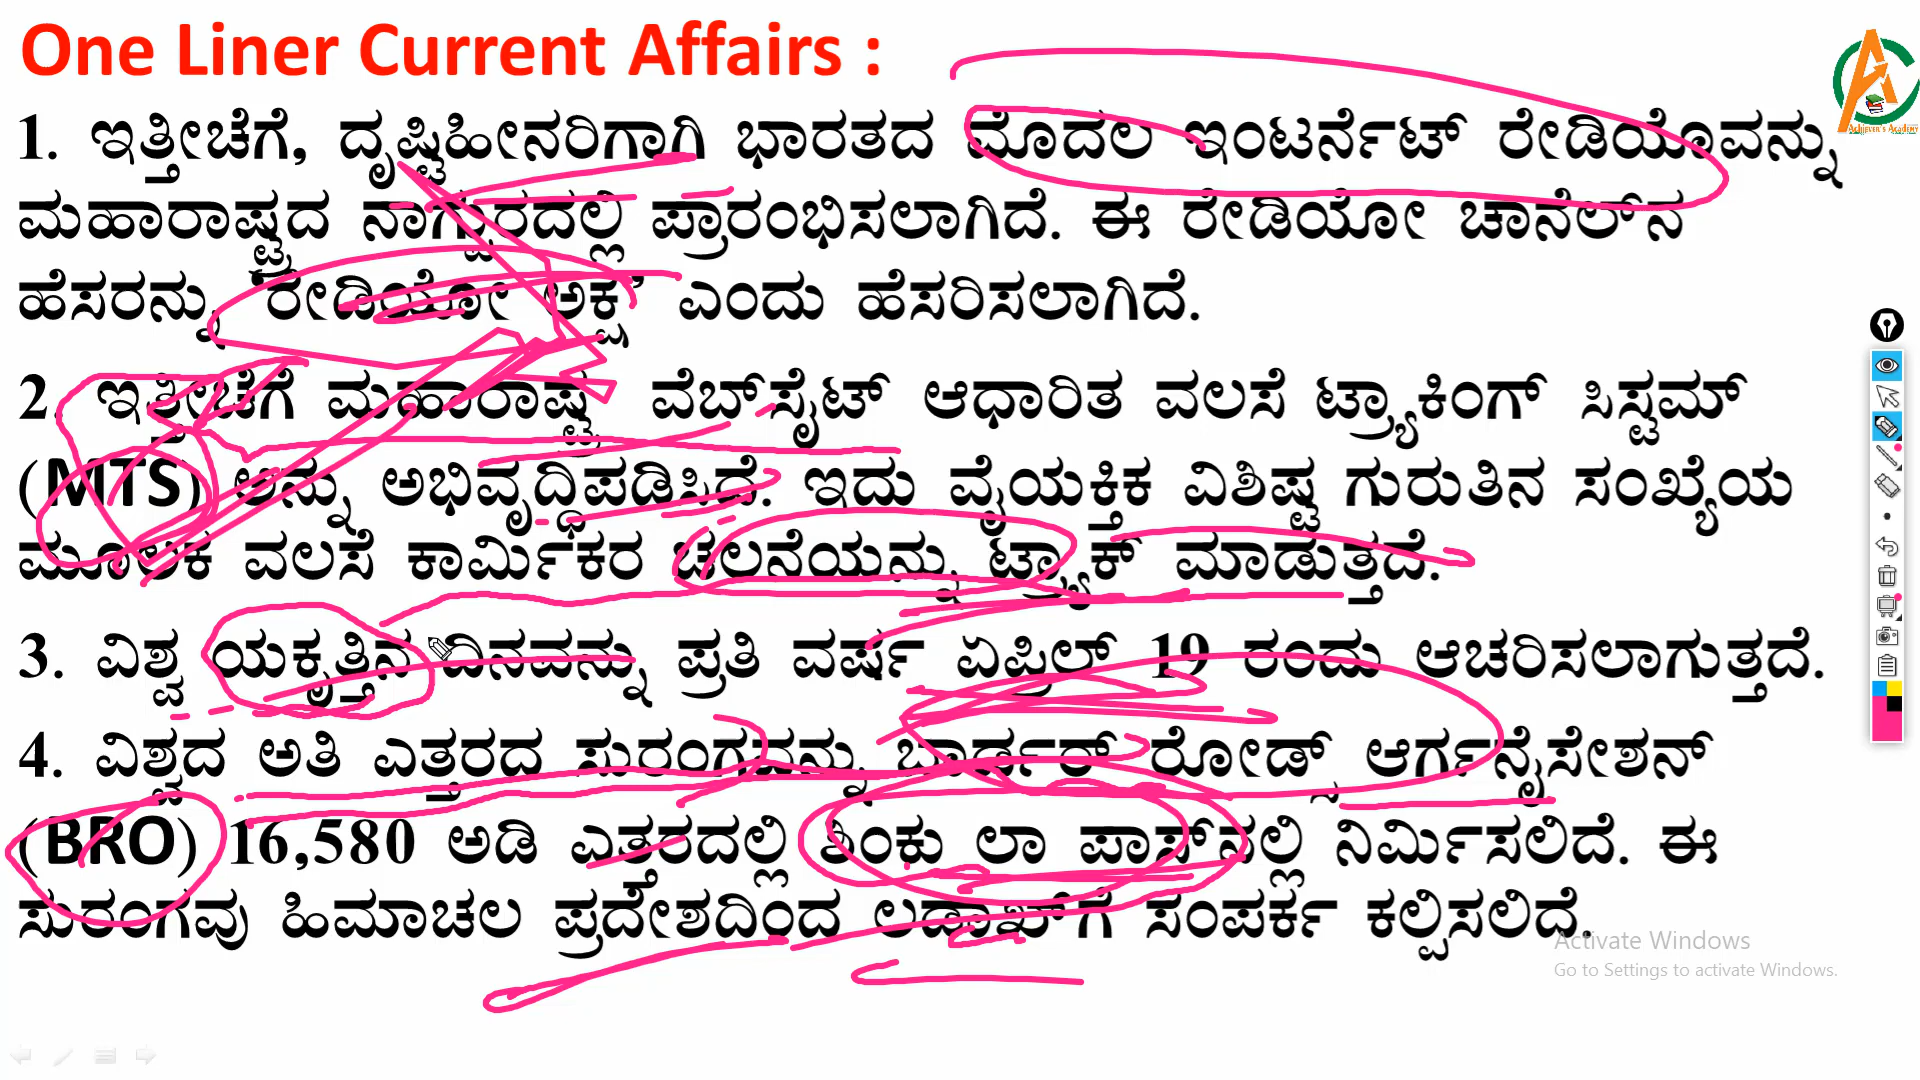 One Liner Current Affairs :
1. ಇತ್ತೀಚೆಗೆ, ದೃಷ್ಟಿಹೀನರಿಗಾಗಿ ಭಾರತದ ಮೊದಲ ಇಂಟರ್ನೆಟ್ ರೇಡಿಯೊವನ್ನು
ಮಹಾರಾಷ್ಟ್ರದ ನಾಗ್ಪುರದಲ್ಲಿ ಪ್ರಾರಂಭಿಸಲಾಗಿದೆ. ಈ ರೇಡಿಯೋ ಚಾನೆಲ್‌ನ
ಹೆಸರನ್ನು 'ರೇಡಿಯೋ ಅಕ್ಷ' ಎಂದು ಹೆಸರಿಸಲಾಗಿದೆ.
2. ಇತ್ತೀಚೆಗೆ ಮಹಾರಾಷ್ಟ್ರ ವೆಬ್‌ಸೈಟ್ ಆಧಾರಿತ ವಲಸೆ ಟ್ರ್ಯಾಕಿಂಗ್ ಸಿಸ್ಟಮ್
(MTS) ಅನ್ನು ಅಭಿವೃದ್ಧಿಪಡಿಸಿದೆ. ಇದು ವೈಯಕ್ತಿಕ ವಿಶಿಷ್ಟ ಗುರುತಿನ ಸಂಖ್ಯೆಯ
ಮೂಲಕ ವಲಸೆ ಕಾರ್ಮಿಕರ ಚಲನೆಯನ್ನು ಟ್ರ್ಯಾಕ್ ಮಾಡುತ್ತದೆ.
3. ವಿಶ್ವ ಯಕೃತ್ತಿನ ದಿನವನ್ನು ಪ್ರತಿ ವರ್ಷ ಏಪ್ರಿಲ್ 19 ರಂದು ಆಚರಿಸಲಾಗುತ್ತದೆ.
4. ವಿಶ್ವದ ಅತಿ ಎತ್ತರದ ಸುರಂಗವನ್ನು ಬಾರ್ಡರ್ ರೋಡ್ಸ್ ಆರ್ಗನೈಸೇಶನ್
(BRO) 16,580 ಅಡಿ ಎತ್ತರದಲ್ಲಿ ಶಿಂಕು ಲಾ ಪಾಸ್‌ನಲ್ಲಿ ನಿರ್ಮಿಸಲಿದೆ. ಈ
ಸುರಂಗವು ಹಿಮಾಚಲ ಪ್ರದೇಶದಿಂದ ಲಡಾಖ್‌ಗೆ ಸಂಪರ್ಕ ಕಲ್ಪಿಸಲಿದೆ.
Achiever's Academy
Activate Windows
Go to Settings to activate Windows.